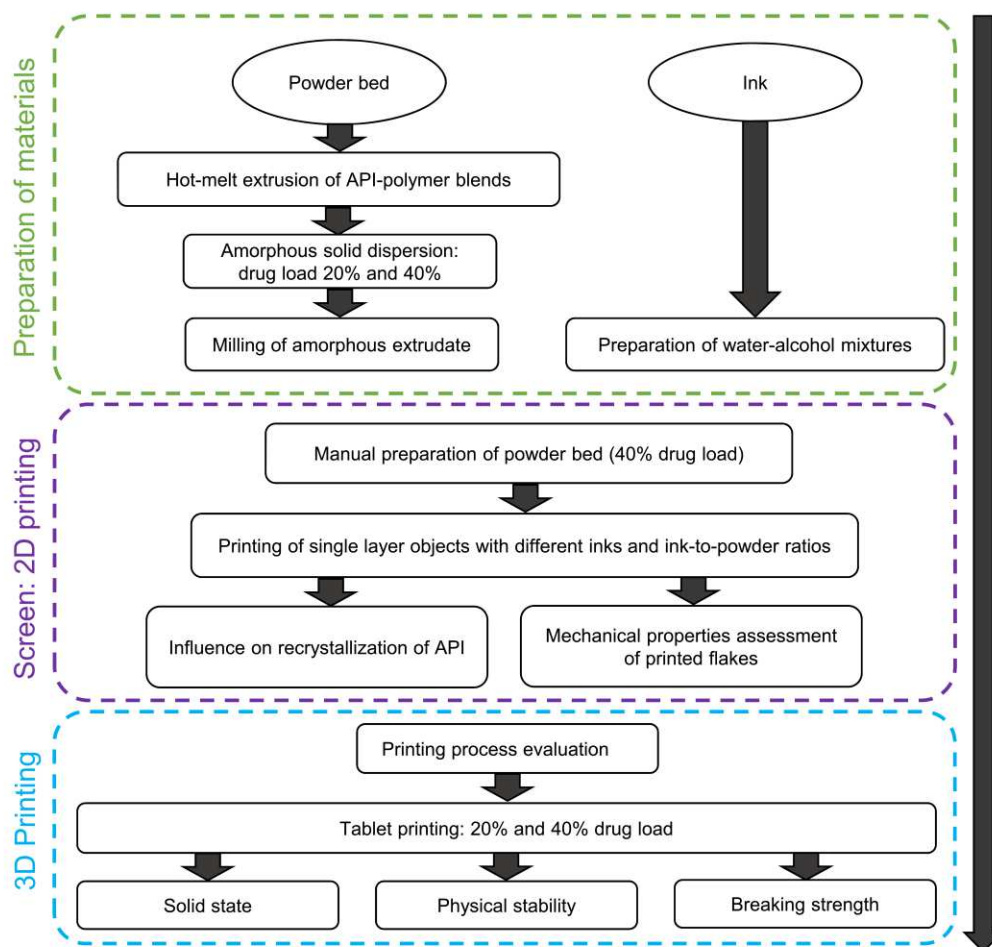 Preparation of materials
Powder bed
Ink
Hot-melt extrusion of API-polymer blends
Amorphous solid dispersion:
drug load 20% and 40%
Milling of amorphous extrudate
Preparation of water-alcohol mixtures
Screen: 2D printing
Manual preparation of powder bed (40% drug load)
Printing of single layer objects with different inks and ink-to-powder ratios
Influence on recrystallization of API
Mechanical properties assessment
of printed flakes
3D Printing
Printing process evaluation
Tablet printing: 20% and 40% drug load
Solid state
Physical stability
Breaking strength